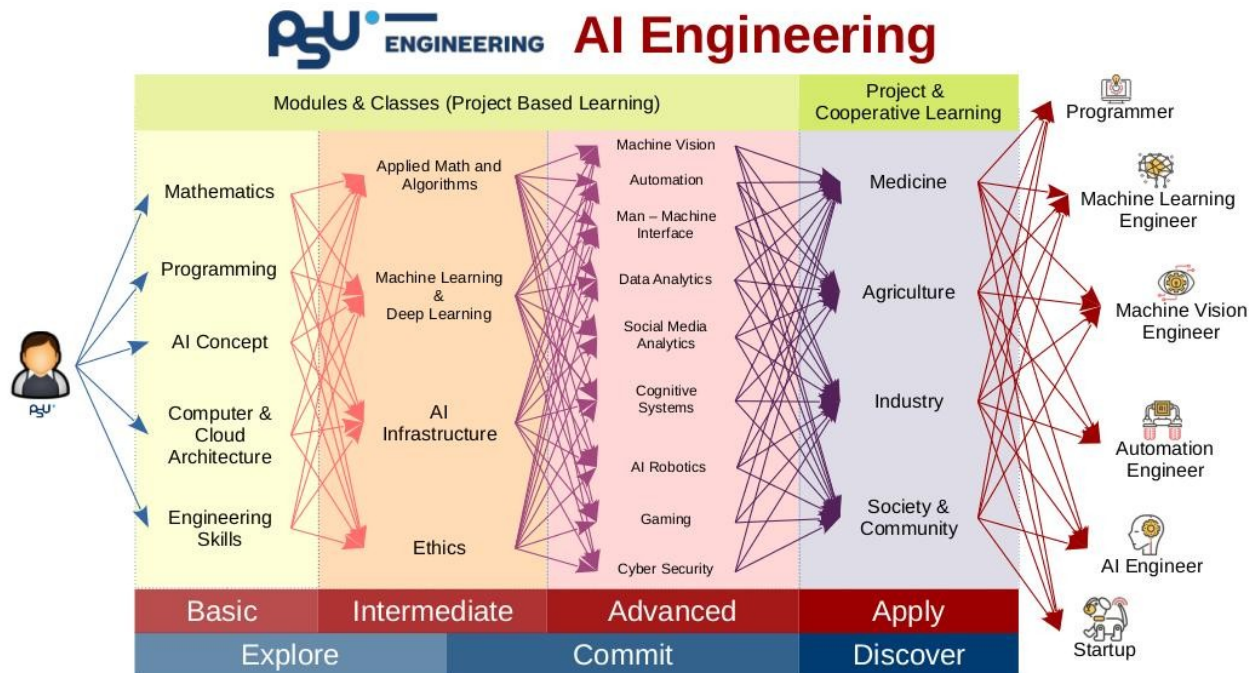 PSU ENGINEERING AI Engineering
Modules & Classes (Project Based Learning)
Project &
Cooperative Learning
Mathematics
Programming
AI Concept
Computer &
Cloud
Architecture
Engineering
Skills
Applied Math and
Algorithms
Machine Learning
&
Deep Learning
AI
Infrastructure
Ethics
Machine Vision
Automation
Man – Machine
Interface
Data Analytics
Social Media
Analytics
Cognitive
Systems
AI Robotics
Gaming
Cyber Security
Medicine
Agriculture
Industry
Society &
Community
Programmer
Machine Learning
Engineer
Machine Vision
Engineer
Automation
Engineer
AI Engineer
Startup
PSU
Basic Intermediate Advanced Apply
Explore Commit Discover